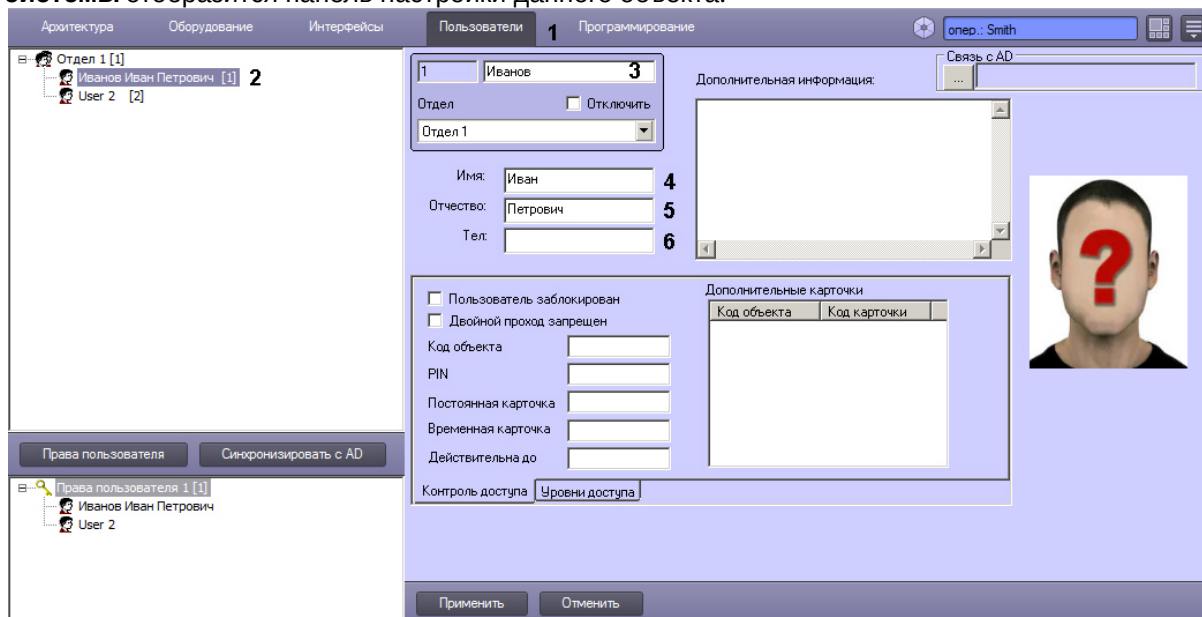 системы отобразится панель настройки данного объекта.
Архитектура Оборудование Интерфейсы Пользователи 1 Программирование опер.: Smith
Отдел 1 [1]
Иванов Иван Петрович [1] 2
User 2 [2]
Права пользователя Синхронизировать с AD
Права пользователя 1 [1]
Иванов Иван Петрович
User 2
1 Иванов 3
Отдел Отключить
Отдел 1
Имя: Иван 4
Отчество: Петрович 5
Тел: 6
Дополнительная информация:
Связь с AD
...
?
Пользователь заблокирован
Двойной проход запрещен
Код объекта
PIN
Постоянная карточка
Временная карточка
Действительна до
Дополнительные карточки
Код объекта Код карточки
Контроль доступа Уровни доступа
Применить Отменить